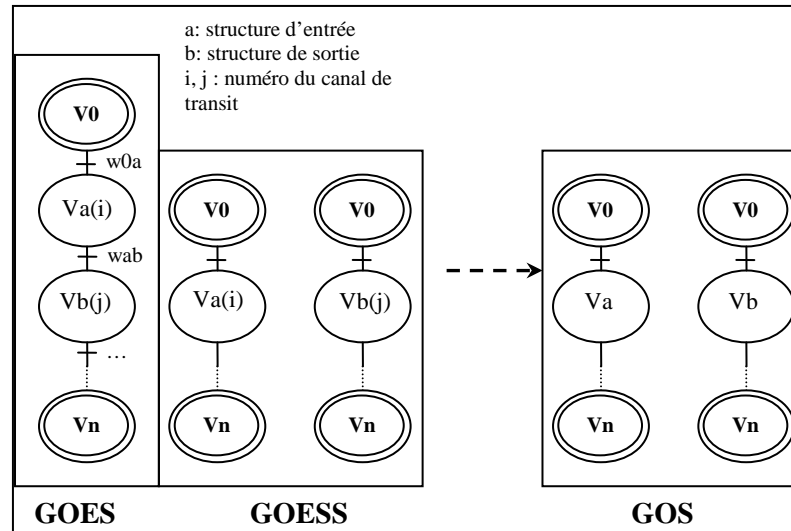 a: structure d'entrée
b: structure de sortie
i, j : numéro du canal de
transit
V0
w0a
Va(i)
wab
Vb(j)
...
Vn
V0
V0
Va(i)
Vb(j)
Vn
Vn
V0
V0
Va
Vb
Vn
Vn
GOES
GOESS
GOS